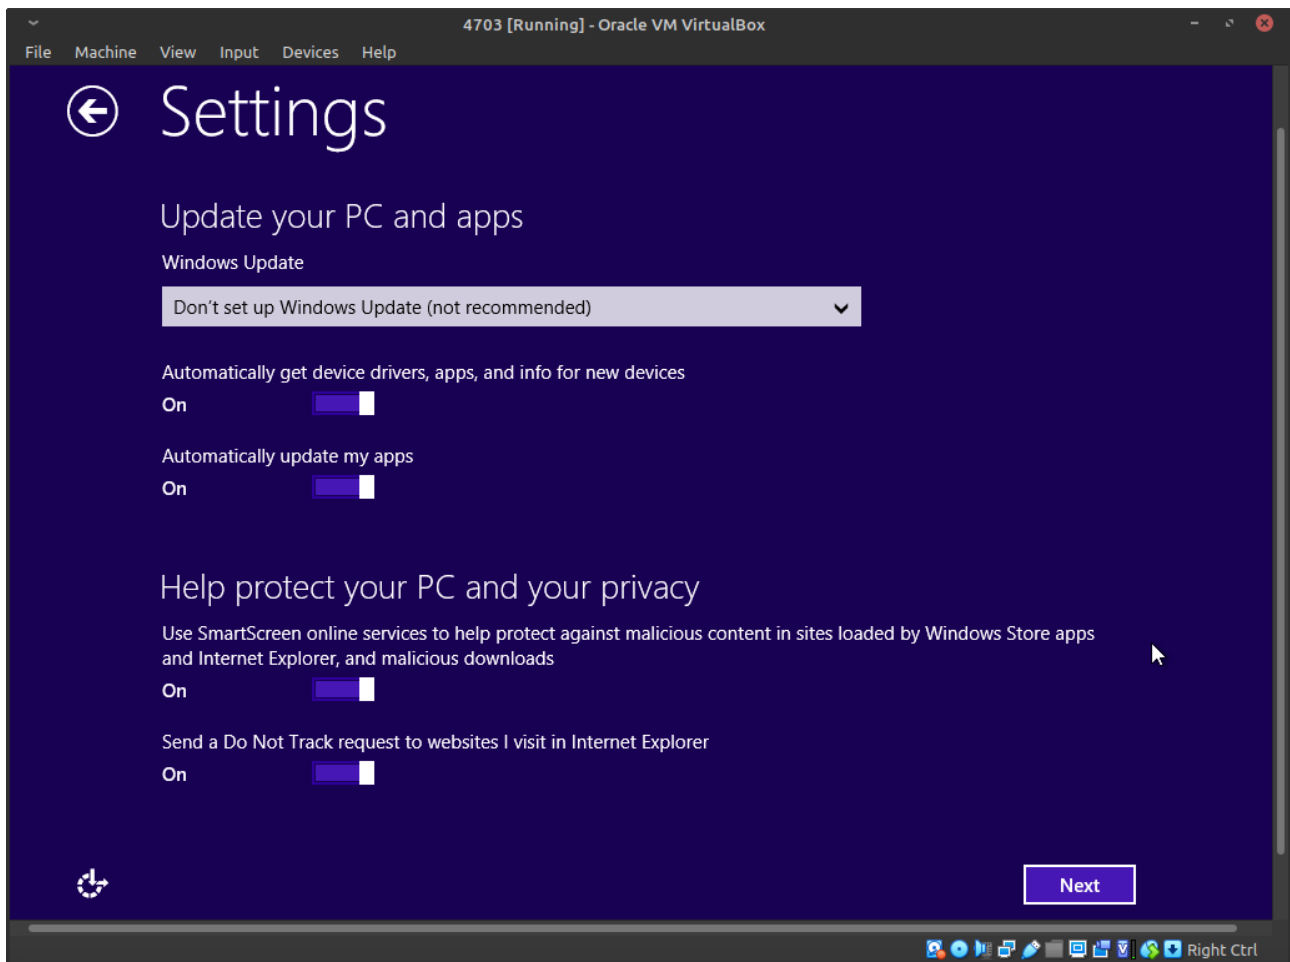 4703 [Running] - Oracle VM VirtualBox
File Machine View Input Devices Help
Settings
Update your PC and apps
Windows Update
Don't set up Windows Update (not recommended)
Automatically get device drivers, apps, and info for new devices
On
Automatically update my apps
On
Help protect your PC and your privacy
Use SmartScreen online services to help protect against malicious content in sites loaded by Windows Store apps
and Internet Explorer, and malicious downloads
On
Send a Do Not Track request to websites I visit in Internet Explorer
On
Next
Right Ctrl